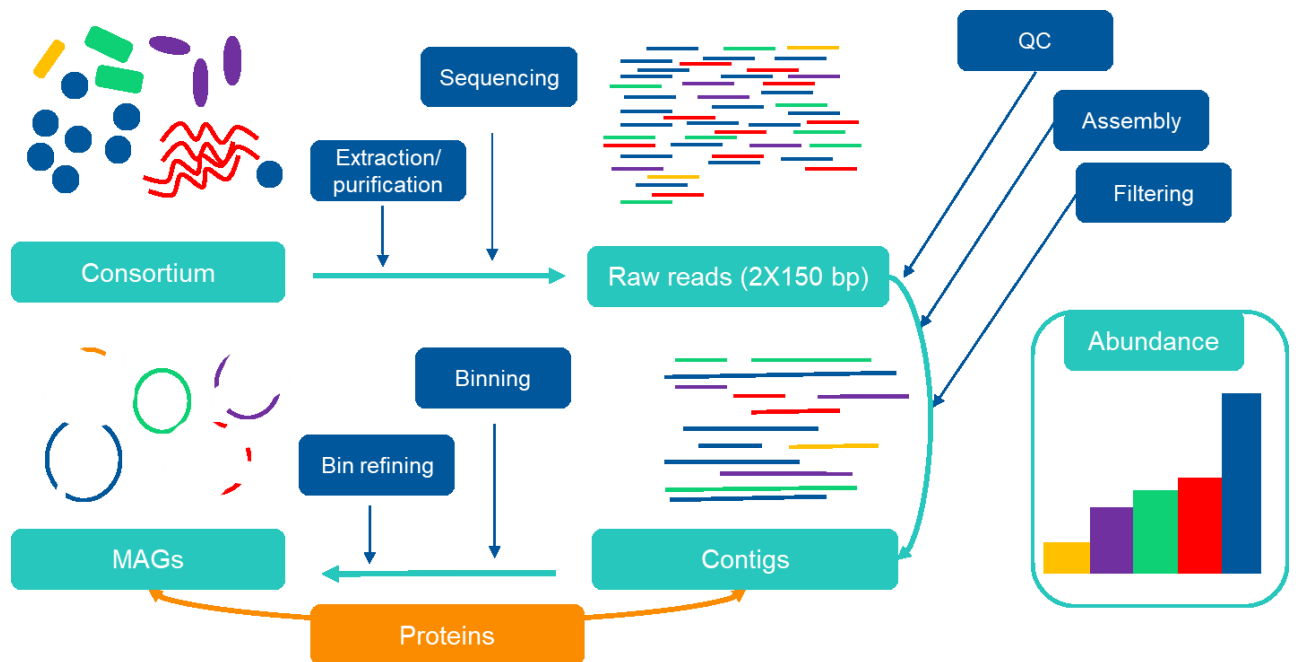 QC
Sequencing
Assembly
Extraction/
purification
Filtering
Consortium
Raw reads (2X150 bp)
Abundance
Binning
Bin refining
MAGs
Contigs
Proteins